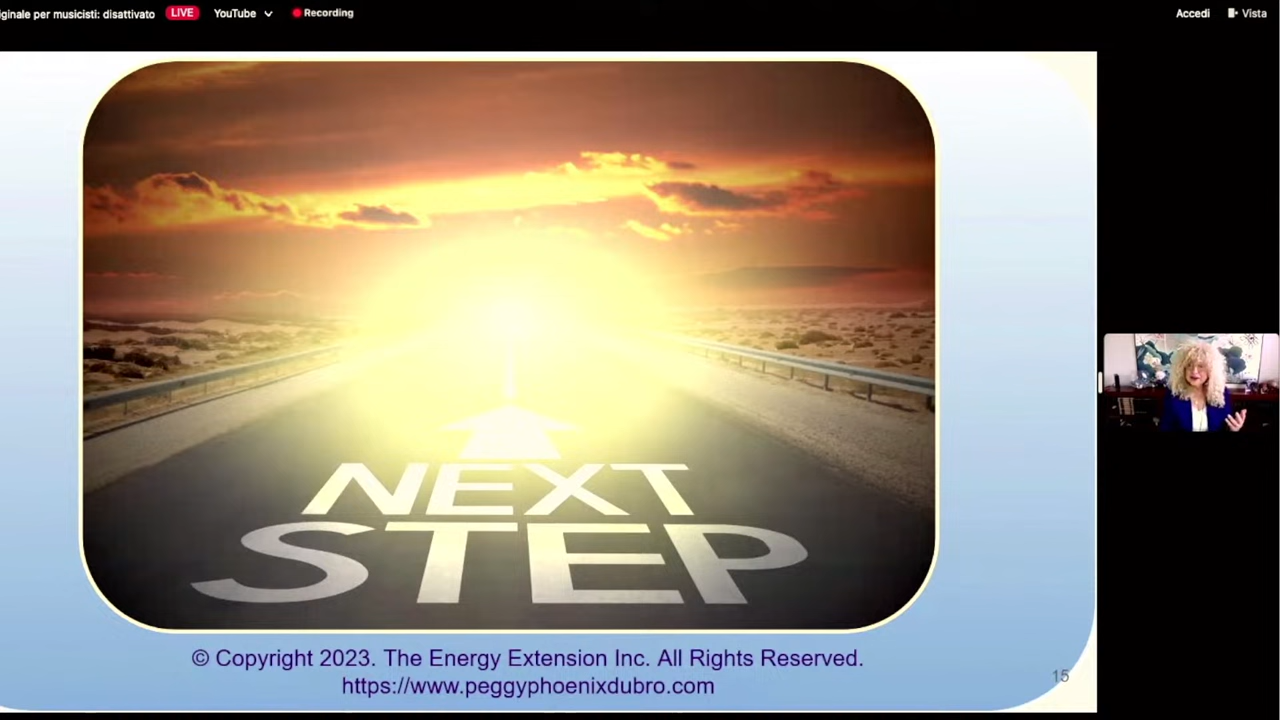 iginale per musicisti: disattivato LIVE YouTube Recording Accedi Vista
NEXT
STEP
© Copyright 2023. The Energy Extension Inc. All Rights Reserved.
https://www.peggyphoenixdubro.com
15